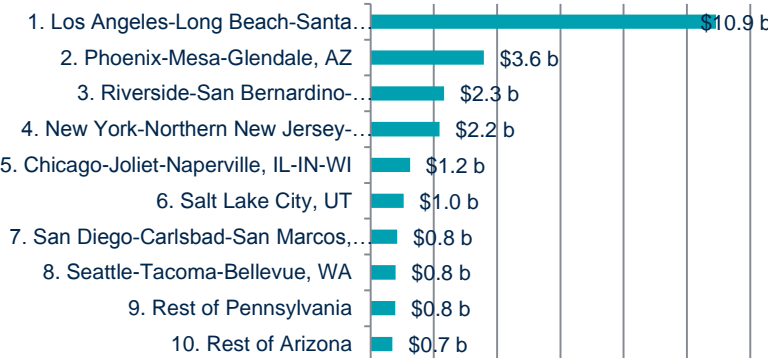 1. Los Angeles-Long Beach-Santa… $10.9 b
2. Phoenix-Mesa-Glendale, AZ $3.6 b
3. Riverside-San Bernardino-… $2.3 b
4. New York-Northern New Jersey-… $2.2 b
5. Chicago-Joliet-Naperville, IL-IN-WI $1.2 b
6. Salt Lake City, UT $1.0 b
7. San Diego-Carlsbad-San Marcos,… $0.8 b
8. Seattle-Tacoma-Bellevue, WA $0.8 b
9. Rest of Pennsylvania $0.8 b
10. Rest of Arizona $0.7 b